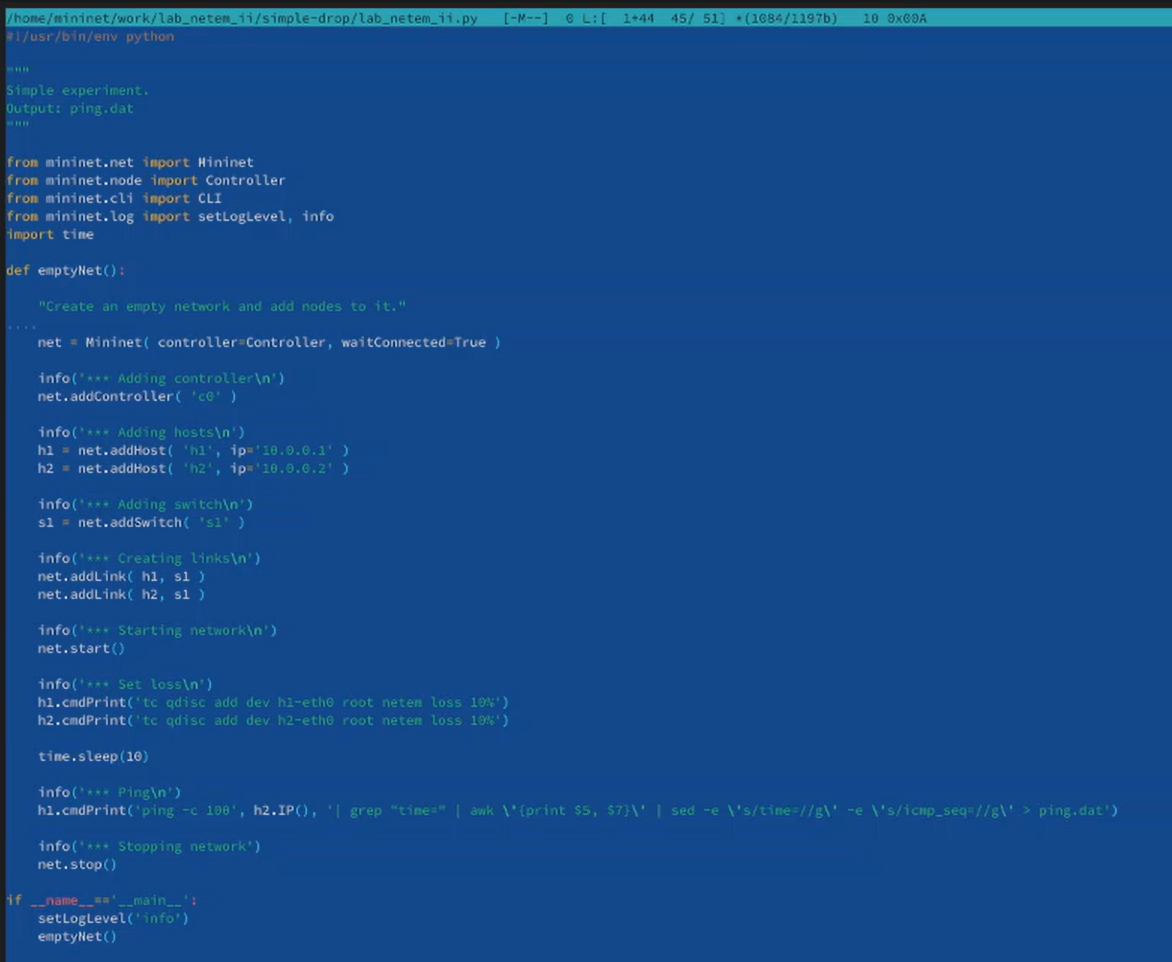 /home/mininet/work/lab_netem_ii/simple-drop/lab_netem_ii.py   [-M--]  0 L:[  1+44  45/ 51] *(1084/1197b)   10 0x00A
#!/usr/bin/env python
"""
Simple experiment.
Output: ping.dat
"""
from mininet.net import Mininet
from mininet.node import Controller
from mininet.cli import CLI
from mininet.log import setLogLevel, info
import time
def emptyNet():
    "Create an empty network and add nodes to it."
....
    net = Mininet( controller=Controller, waitConnected=True )
    info('*** Adding controller\n')
    net.addController( 'c0' )
    info('*** Adding hosts\n')
    h1 = net.addHost( 'h1', ip='10.0.0.1' )
    h2 = net.addHost( 'h2', ip='10.0.0.2' )
    info('*** Adding switch\n')
    s1 = net.addSwitch( 's1' )
    info('*** Creating links\n')
    net.addLink( h1, s1 )
    net.addLink( h2, s1 )
    info('*** Starting network\n')
    net.start()
    info('*** Set loss\n')
    h1.cmdPrint('tc qdisc add dev h1-eth0 root netem loss 10%')
    h2.cmdPrint('tc qdisc add dev h2-eth0 root netem loss 10%')
    time.sleep(10)
    info('*** Ping\n')
    h1.cmdPrint('ping -c 100', h2.IP(), '| grep "time=" | awk \'{print $5, $7}\' | sed -e \'s/time=//g\' -e \'s/icmp_seq=//g\' > ping.dat')
    info('*** Stopping network')
    net.stop()
if __name__=='__main__':
    setLogLevel('info')
    emptyNet()